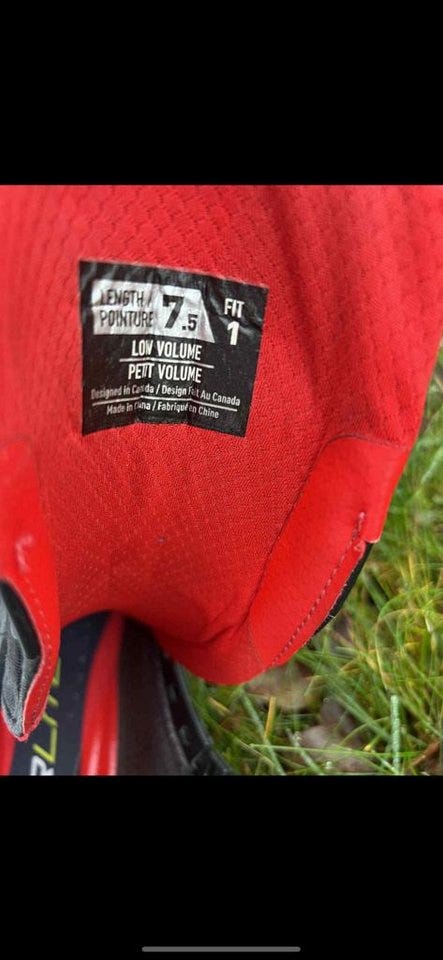 LENGTH / 7.5 FIT
POINTURE 1
LOW VOLUME
PETIT VOLUME
Designed in Canada / Design Fait Au Canada
Made in China / Fabriqué en Chine